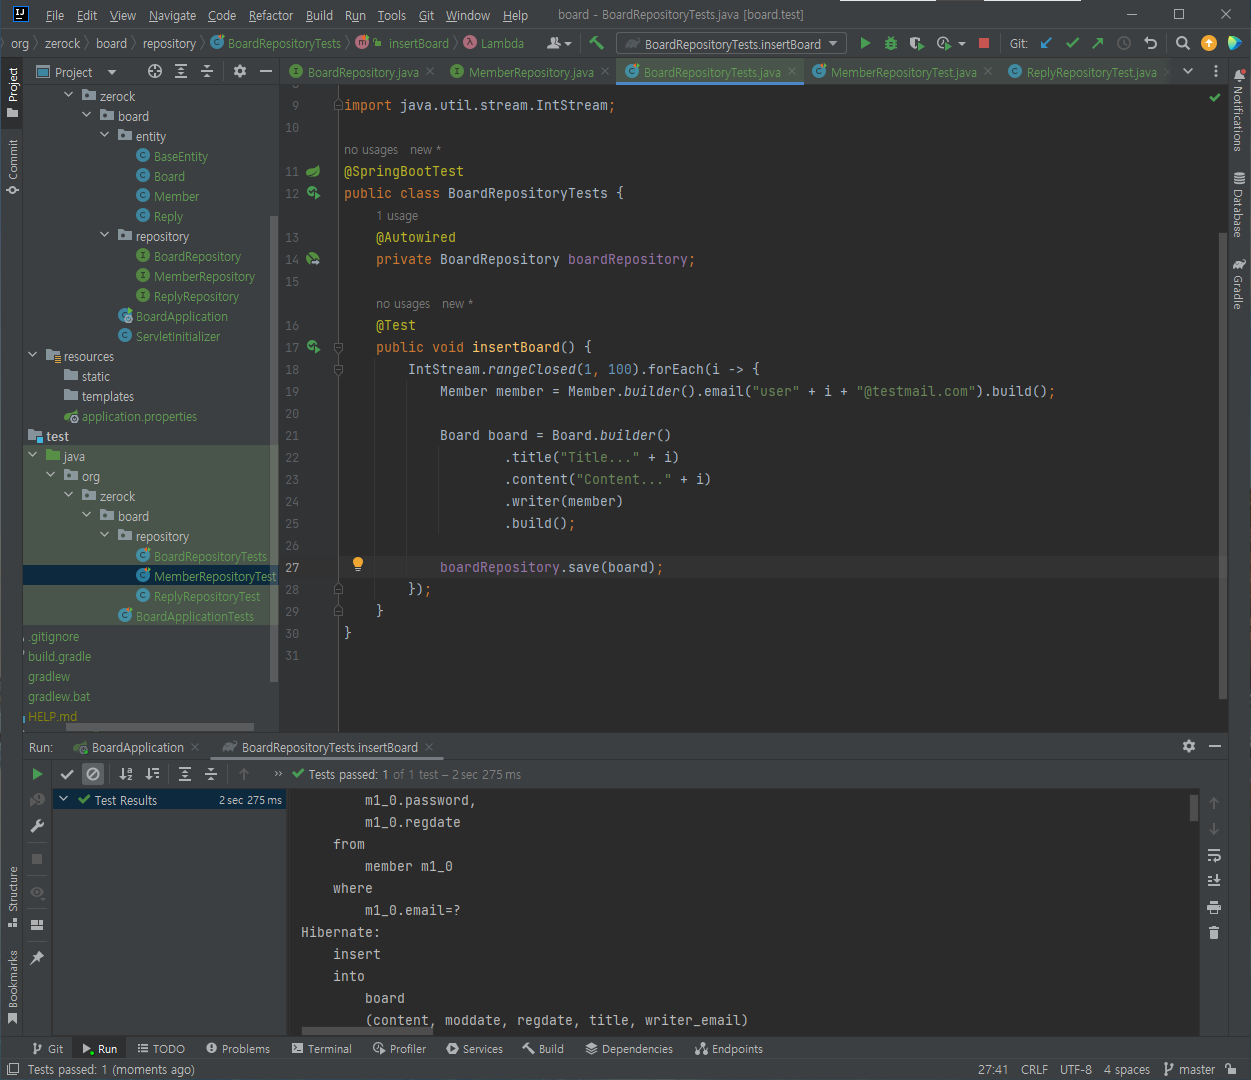 File Edit View Navigate Code Refactor Build Run Tools Git Window Help board - BoardRepositoryTests.java [board.test]
org zerock board repository BoardRepositoryTests insertBoard Lambda BoardRepositoryTests.insertBoard Git:
Project BoardRepository.java MemberRepository.java BoardRepositoryTests.java MemberRepositoryTest.java ReplyRepositoryTest.java
Project
Commit
Structure
Bookmarks
Notifications
Database
Gradle
zerock
board
entity
BaseEntity
Board
Member
Reply
repository
BoardRepository
MemberRepository
ReplyRepository
BoardApplication
ServletInitializer
resources
static
templates
application.properties
test
java
org
zerock
board
repository
BoardRepositoryTests
MemberRepositoryTest
ReplyRepositoryTest
BoardApplicationTests
.gitignore
build.gradle
gradlew
gradlew.bat
HELP.md
9 import java.util.stream.IntStream;
10
no usages new *
11 @SpringBootTest
12 public class BoardRepositoryTests {
1 usage
13 @Autowired
14 private BoardRepository boardRepository;
15
no usages new *
16 @Test
17 public void insertBoard() {
18 IntStream.rangeClosed(1, 100).forEach(i -> {
19 Member member = Member.builder().email("user" + i + "@testmail.com").build();
20
21 Board board = Board.builder()
22 .title("Title..." + i)
23 .content("Content..." + i)
24 .writer(member)
25 .build();
26
27 boardRepository.save(board);
28 });
29 }
30 }
31
Run: BoardApplication BoardRepositoryTests.insertBoard
Tests passed: 1 of 1 test – 2 sec 275 ms
Test Results 2 sec 275 ms
m1_0.password,
m1_0.regdate
from
member m1_0
where
m1_0.email=?
Hibernate:
insert
into
board
(content, moddate, regdate, title, writer_email)
Git Run TODO Problems Terminal Profiler Services Build Dependencies Endpoints
Tests passed: 1 (moments ago) 27:41 CRLF UTF-8 4 spaces master